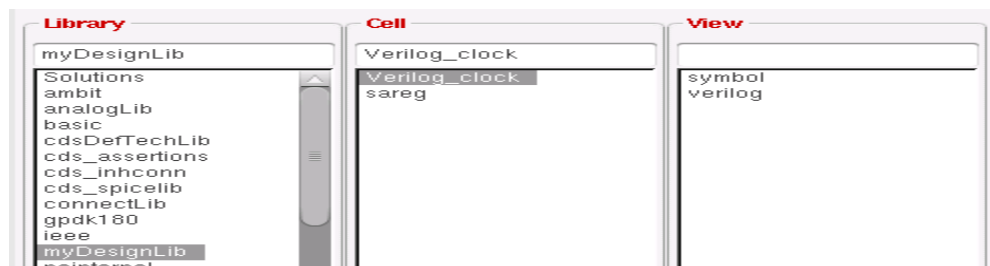 Library
myDesignLib
Solutions
ambit
analogLib
basic
cdsDefTechLib
cds_assertions
cds_inhconn
cds_spicelib
connectLib
gpdk180
ieee
myDesignLib
Cell
Verilog_clock
Verilog_clock
sareg
View
symbol
verilog